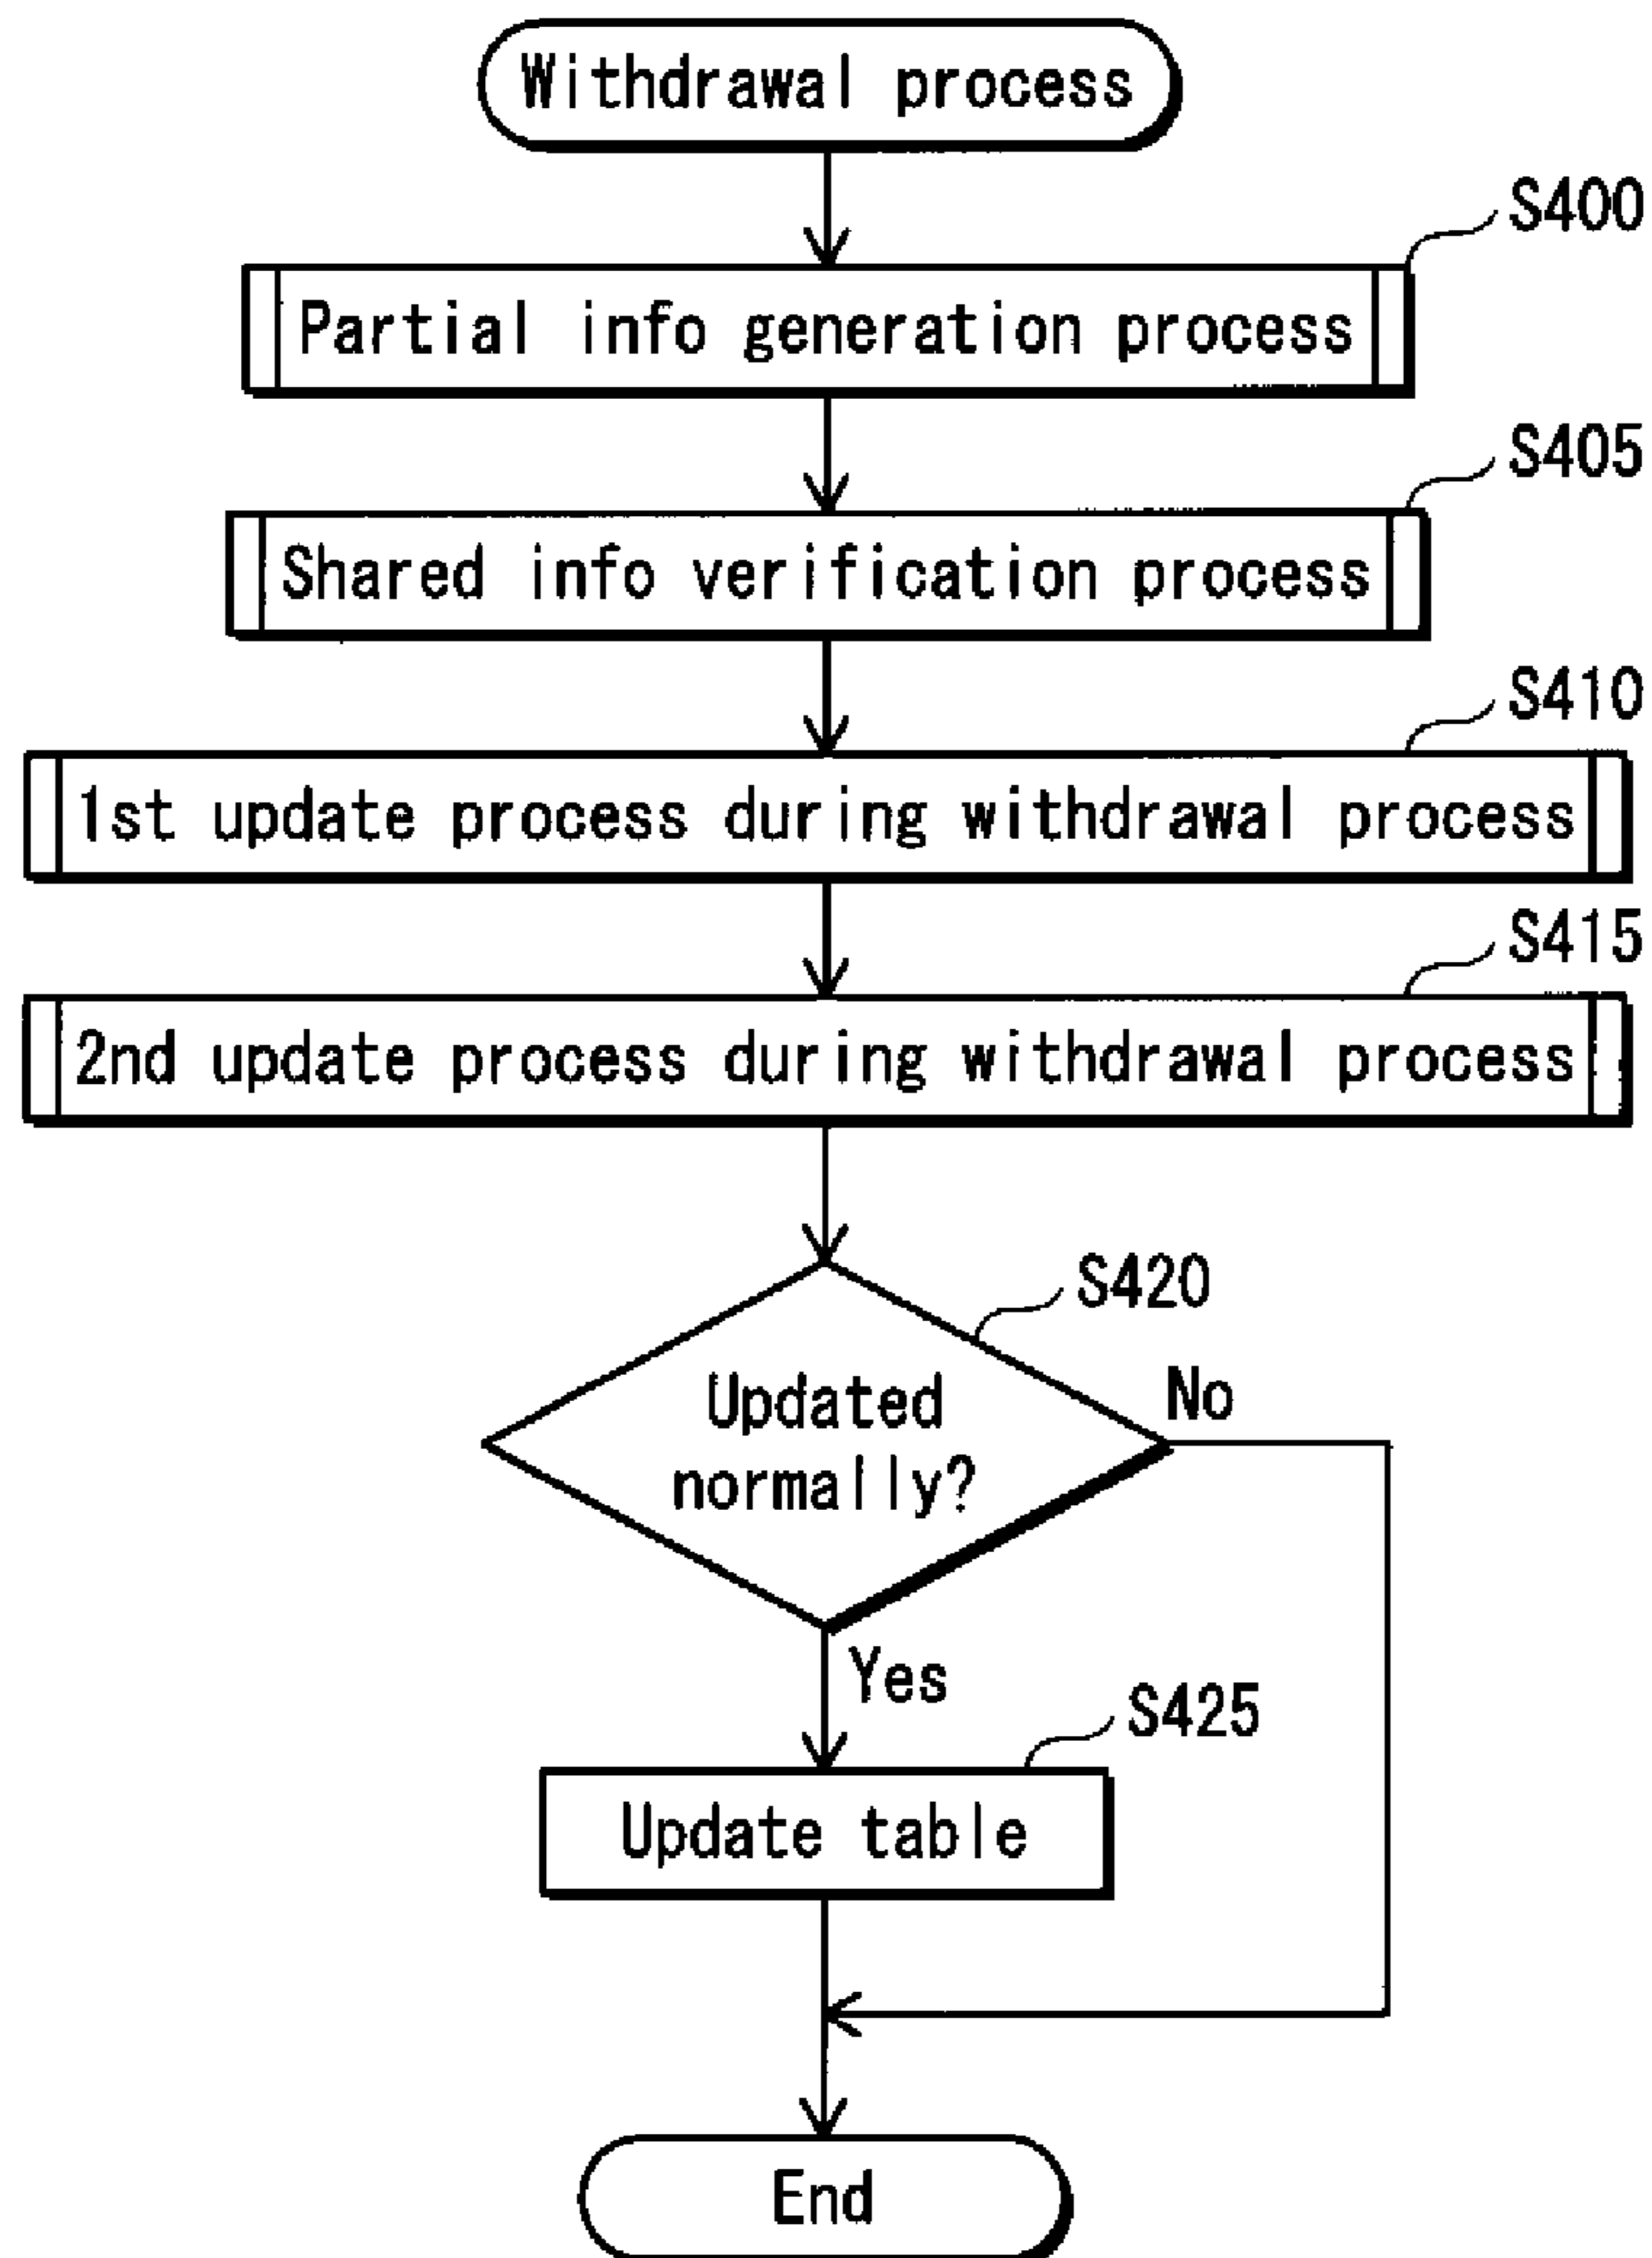 Withdrawal process
S400
Partial info generation process
S405
Shared info verification process
S410
1st update process during withdrawal process
S415
2nd update process during withdrawal process
S420
Updated
normally?
No
Yes
S425
Update table
End